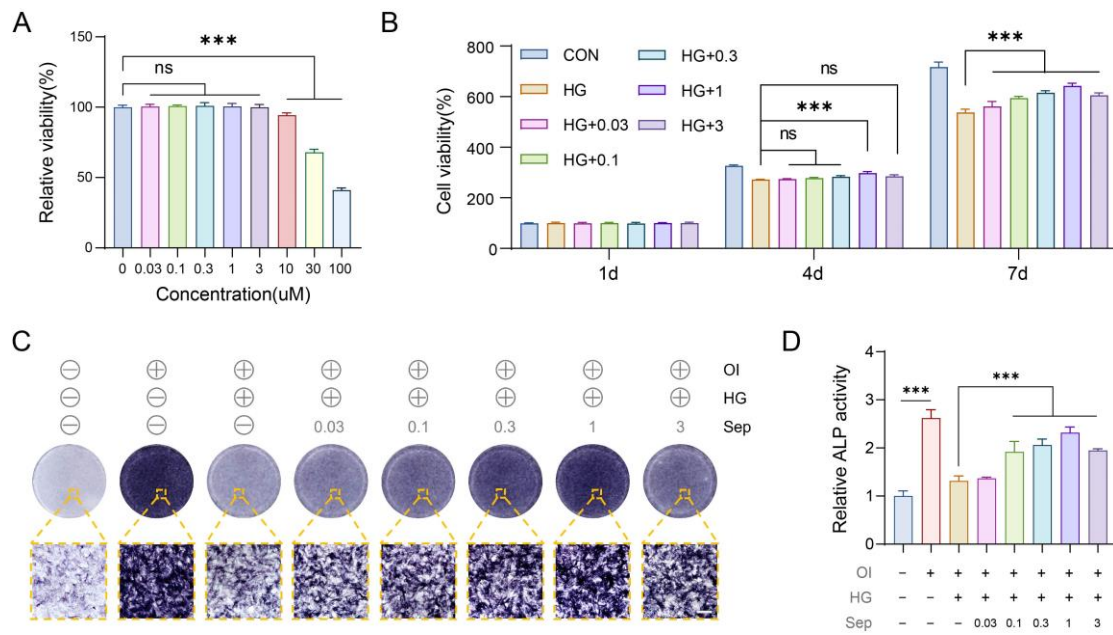 A
Relative viability(%)
150
100
50
0
***
ns
0 0.03 0.1 0.3 1 3 10 30 100
Concentration(uM)
B
Cell viability(%)
800
600
400
200
0
CON
HG
HG+0.03
HG+0.1
HG+0.3
HG+1
HG+3
ns
***
ns
***
1d 4d 7d
C
OI
HG
0.03 0.1 0.3 1 3 Sep
D
Relative ALP activity
4
3
2
1
0
***
***
OI − + + + + + + +
HG − − + + + + + +
Sep − − − 0.03 0.1 0.3 1 3